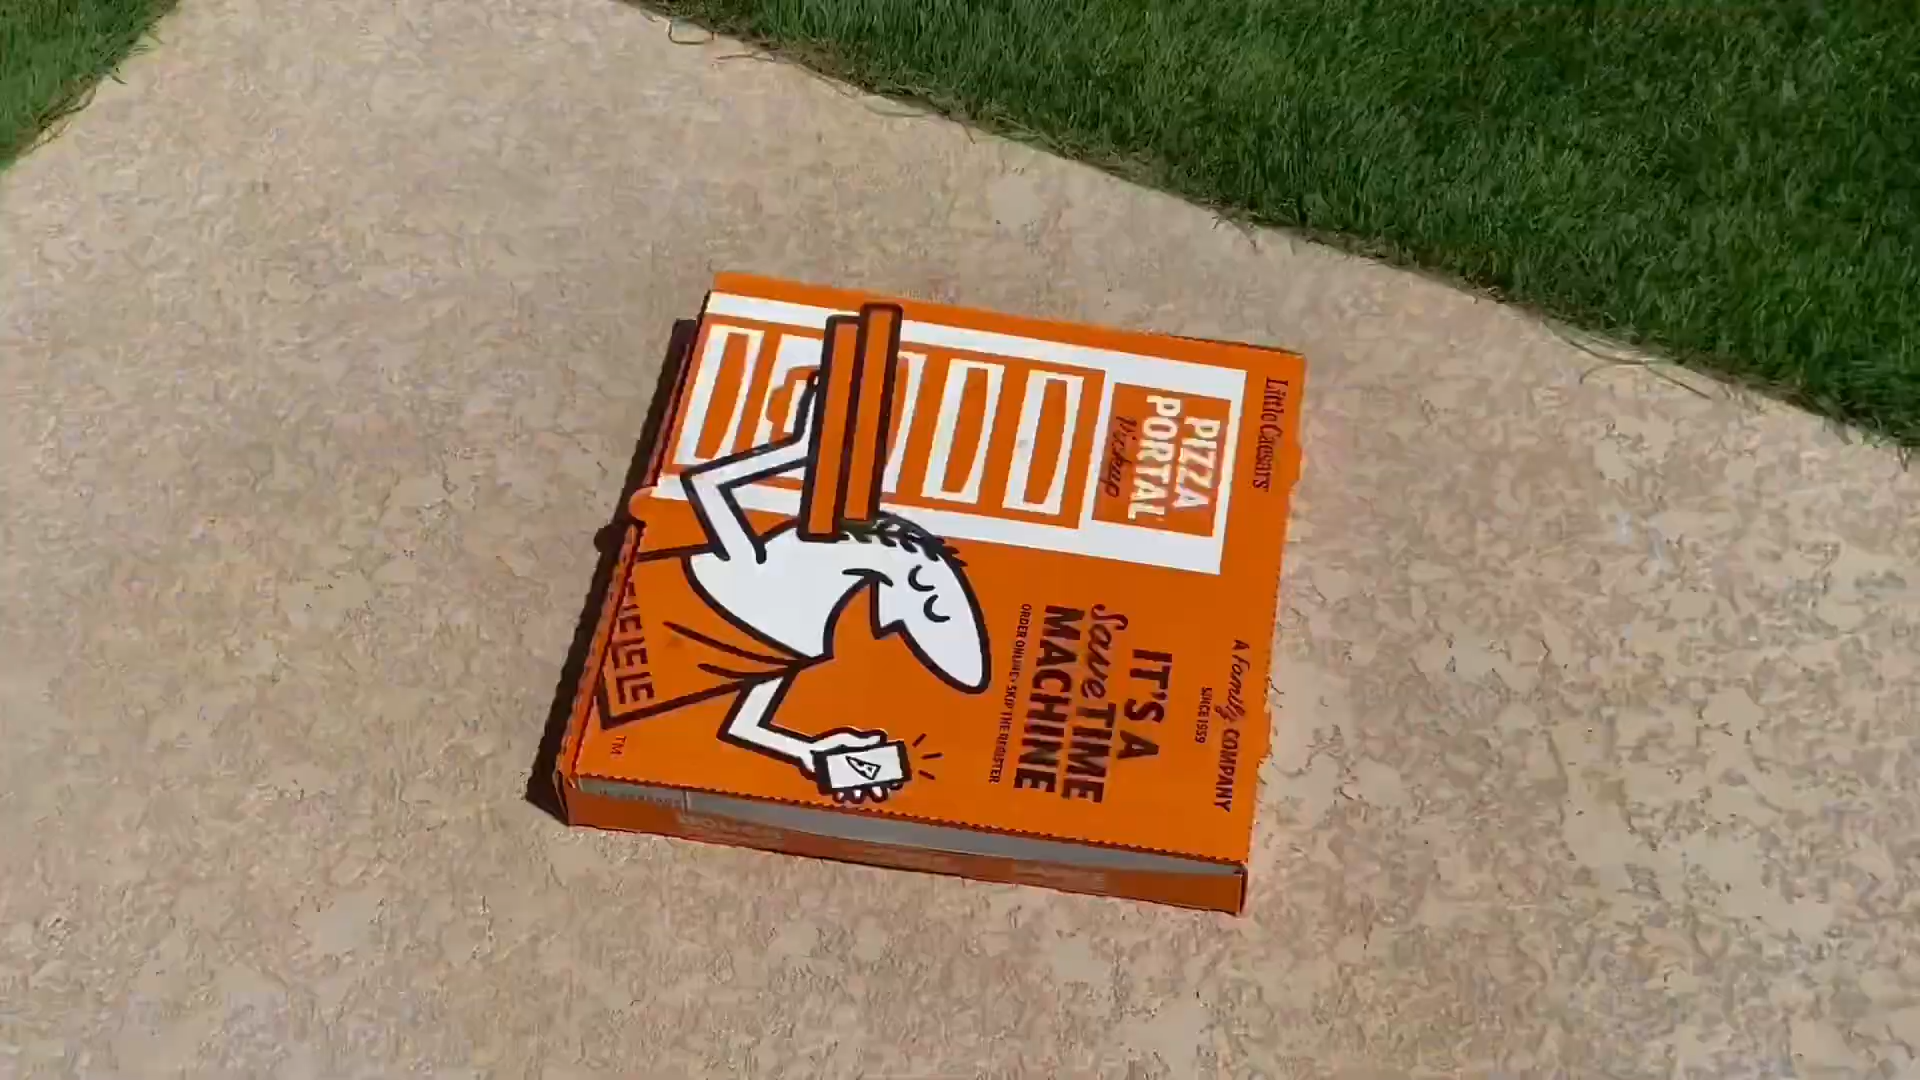 Little Caesars
PIZZA
PORTAL
Pickup
A Family COMPANY
SINCE 1959
IT'S A
Save TIME
MACHINE
ORDER ONLINE • SKIP THE REGISTER
TM